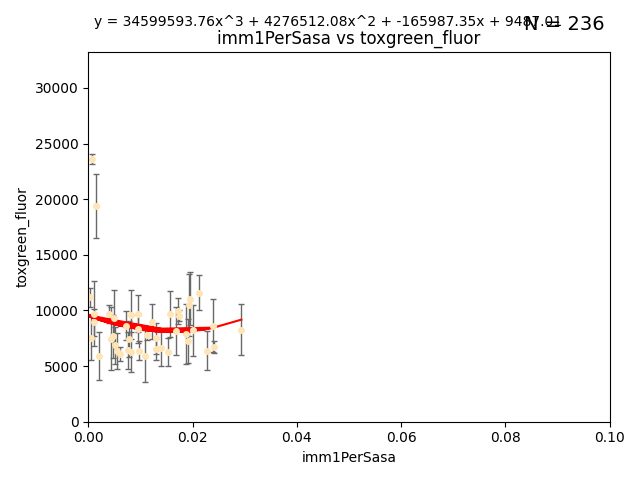 y = 34599593.76x^3 + 4276512.08x^2 + -165987.35x + 9487.01
N = 236
imm1PerSasa vs toxgreen_fluor
30000
25000
20000
15000
10000
5000
0
toxgreen_fluor
0.00 0.02 0.04 0.06 0.08 0.10
imm1PerSasa